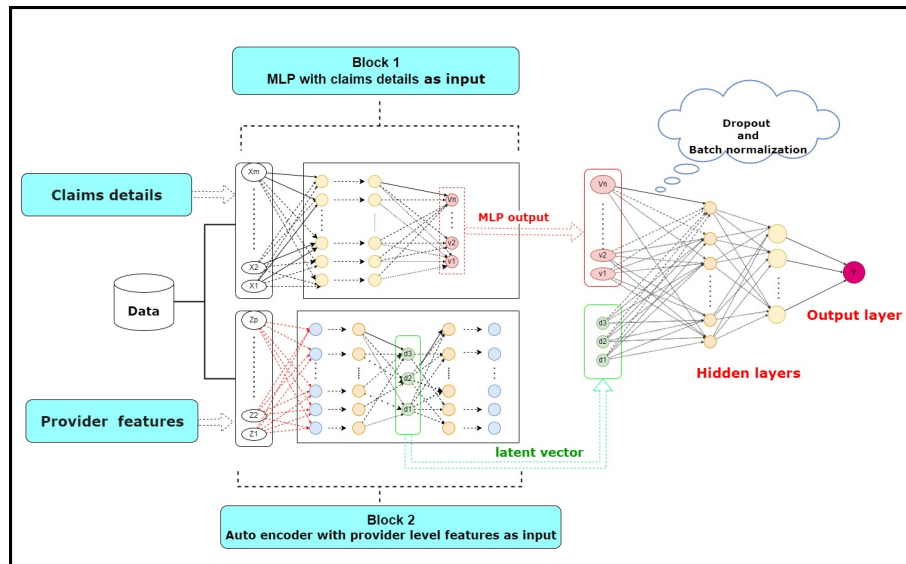 Block 1
MLP with claims details as input
Dropout
and
Batch normalization
Claims details
Xm
X2
X1
Vn
v2
v1
MLP output
Vn
v2
v1
Y
Data
Output layer
Hidden layers
Provider features
Zp
Z2
Z1
d3
d2
d1
d3
d2
d1
latent vector
Block 2
Auto encoder with provider level features as input